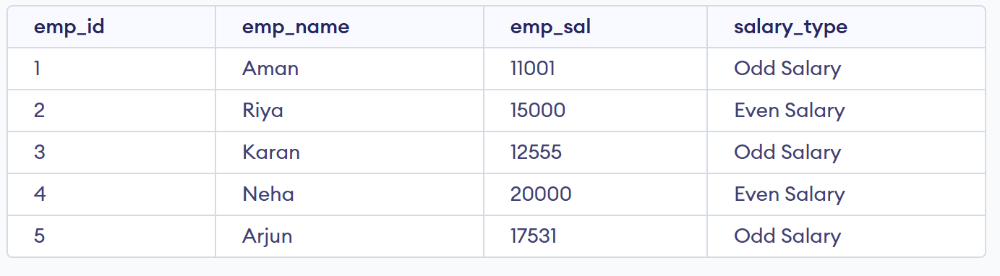 emp_id emp_name emp_sal salary_type
1 Aman 11001 Odd Salary
2 Riya 15000 Even Salary
3 Karan 12555 Odd Salary
4 Neha 20000 Even Salary
5 Arjun 17531 Odd Salary